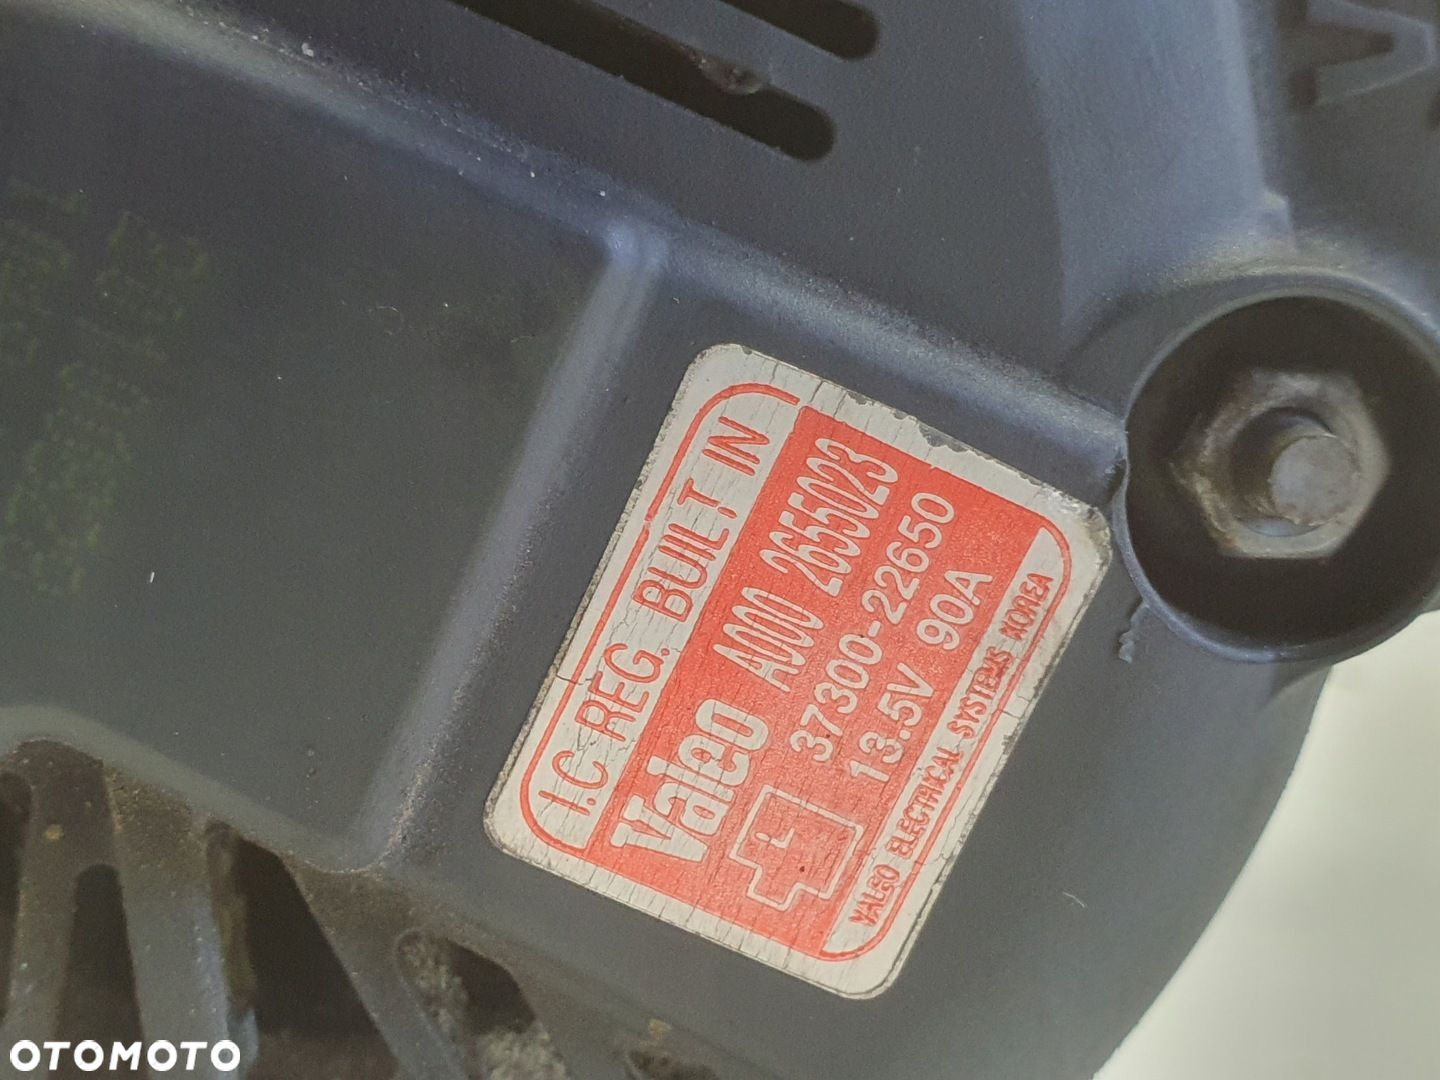 I.C REG. BUILT IN
Valeo A000 2655023
37300-22650
13.5V 90A
L
VALEO ELECTRICAL SYSTEMS KOREA
OTOMOTO